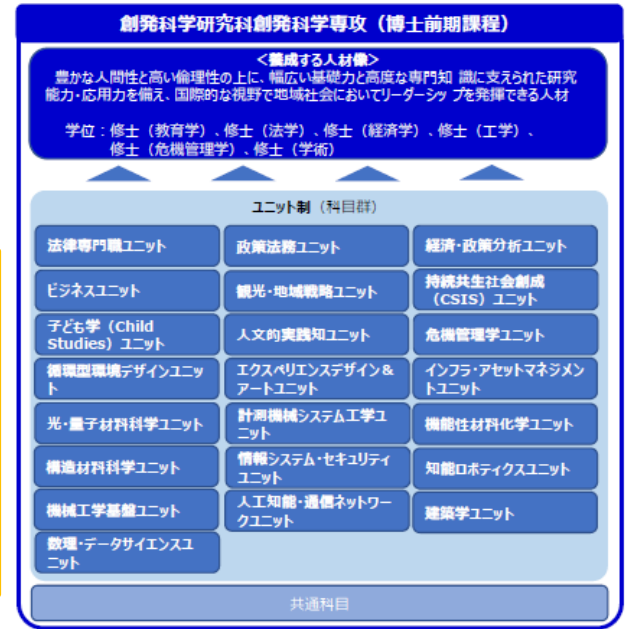 創発科学研究科創発科学専攻（博士前期課程）
＜養成する人材像＞
豊かな人間性と高い倫理性の上に、幅広い基礎力と高度な専門知 識に支えられた研究
能力・応用力を備え、国際的な視野で地域社会においてリーダーシッ プを発揮できる人材
学位：修士（教育学）、修士（法学）、修士（経済学）、修士（工学）、
修士（危機管理学）、修士（学術）
ユニット制（科目群）
法律専門職ユニット
政策法務ユニット
経済・政策分析ユニット
ビジネスユニット
観光・地域戦略ユニット
持続共生社会創成
（CSIS）ユニット
子ども学（Child
Studies）ユニット
人文的実践知ユニット
危機管理学ユニット
循環型環境デザインユニッ
ト
エクスペリエンスデザイン＆
アートユニット
インフラ・アセットマネジメン
トユニット
光・量子材料科学ユニット
計測機械システム工学ユ
ニット
機能性材料化学ユニット
構造材料科学ユニット
情報システム・セキュリティ
ユニット
知能ロボティクスユニット
機械工学基盤ユニット
人工知能・通信ネットワー
クユニット
建築学ユニット
数理・データサイエンスユ
ニット
共通科目